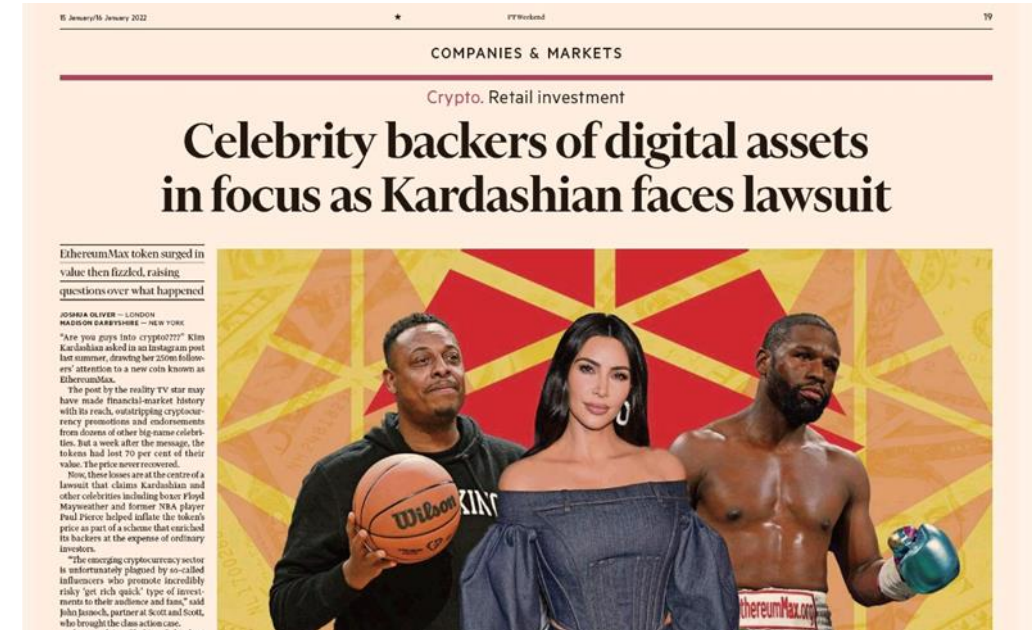 15 January/16 January 2022
★
FTWeekend
19
COMPANIES & MARKETS
Crypto. Retail investment
Celebrity backers of digital assets
in focus as Kardashian faces lawsuit
EthereumMax token surged in
value then fizzled, raising
questions over what happened
JOSHUA OLIVER — LONDON
MADISON DARBYSHIRE — NEW YORK
"Are you guys into crypto????" Kim
Kardashian asked in an Instagram post
last summer, drawing her 250m follow-
ers' attention to a new coin known as
EthereumMax.
The post by the reality TV star may
have made financial-market history
with its reach, outstripping cryptocur-
rency promotions and endorsements
from dozens of other big-name celebri-
ties. But a week after the message, the
tokens had lost 70 per cent of their
value. The price never recovered.
Now, these losses are at the centre of a
lawsuit that claims Kardashian and
other celebrities including boxer Floyd
Mayweather and former NBA player
Paul Pierce helped inflate the token's
price as part of a scheme that enriched
its backers at the expense of ordinary
investors.
"The emerging cryptocurrency sector
is unfortunately plagued by so-called
influencers who promote incredibly
risky 'get rich quick' type of invest-
ments to their audience and fans," said
John Jasnoch, partner at Scott and Scott,
who brought the class action case.
Wilson
KING
thereumMax.org